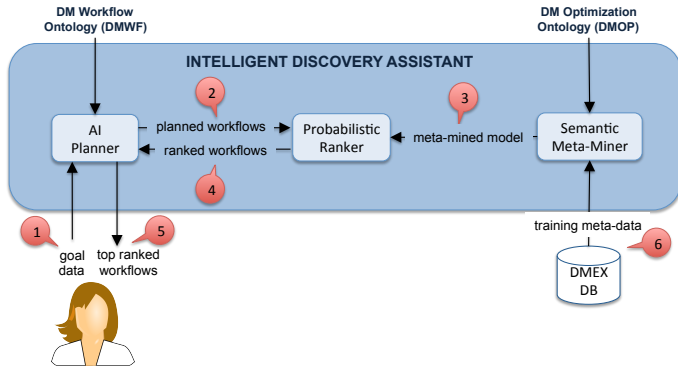 DM Workflow
Ontology (DMWF)
DM Optimization
Ontology (DMOP)
INTELLIGENT DISCOVERY ASSISTANT
2
3
AI
Planner
planned workflows
ranked workflows
Probabilistic
Ranker
meta-mined model
Semantic
Meta-Miner
4
1
5
goal
data
top ranked
workflows
training meta-data
6
DMEX
DB